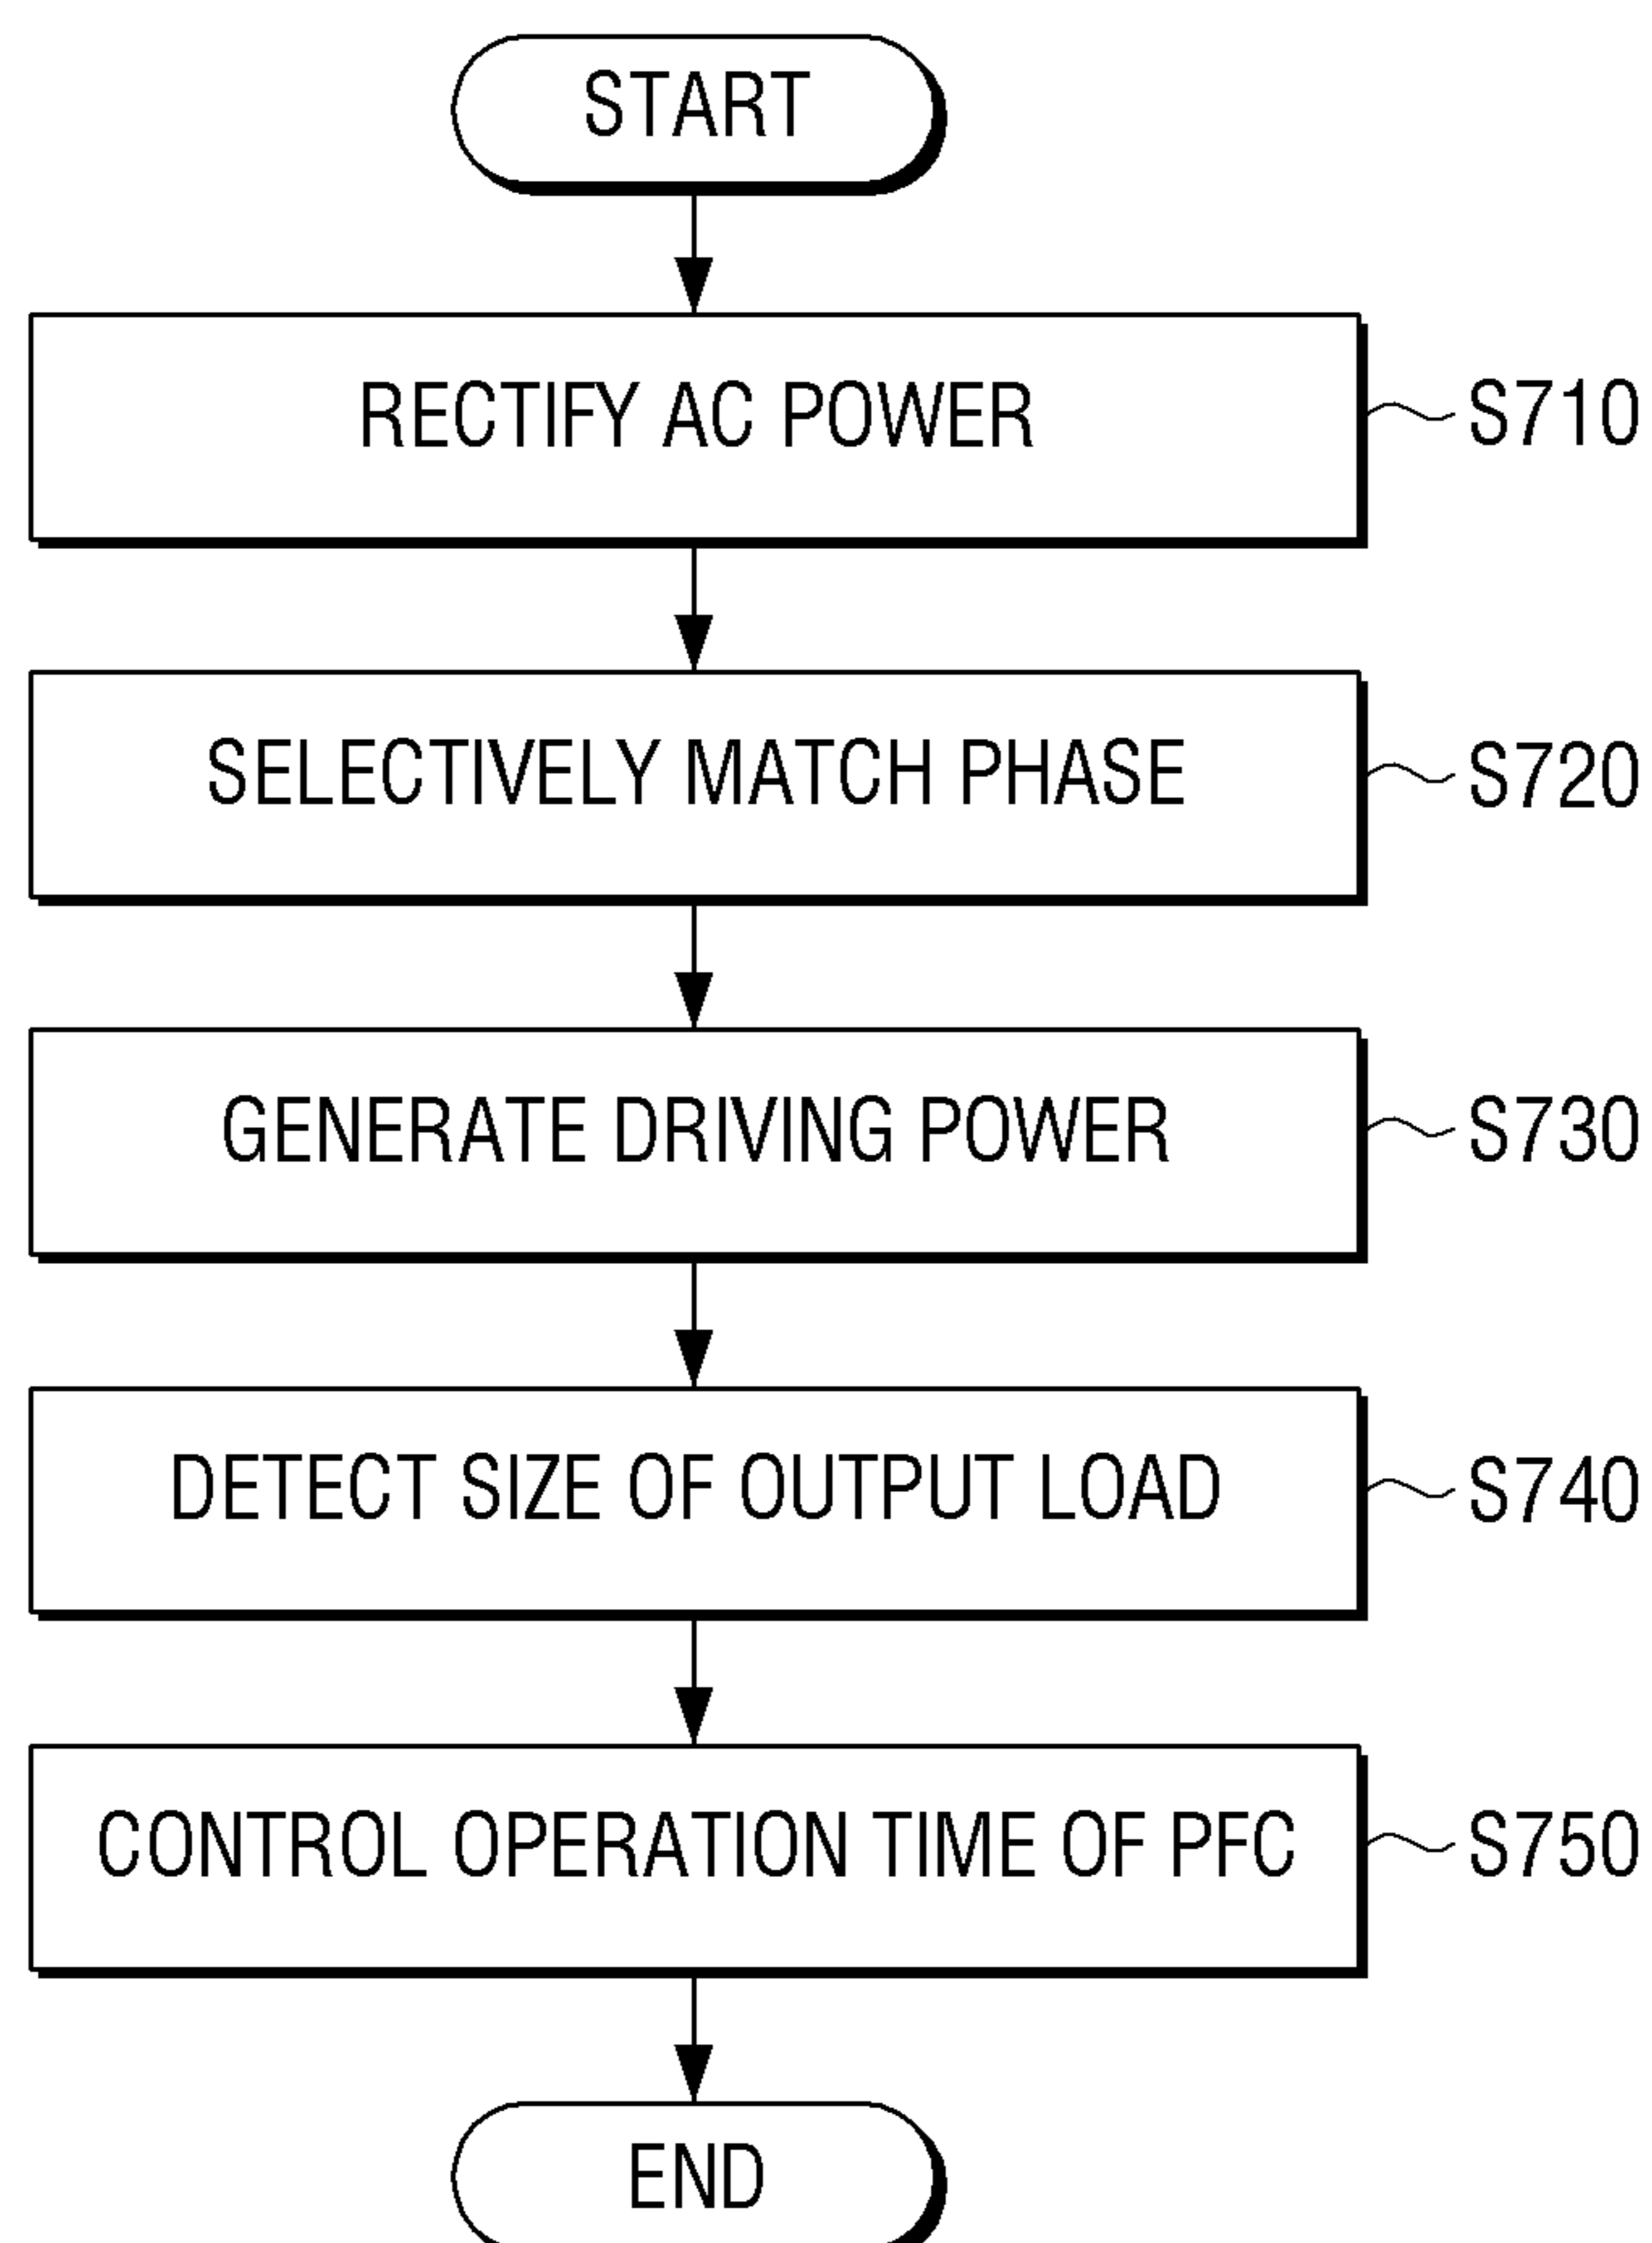 START
RECTIFY AC POWER
S710
SELECTIVELY MATCH PHASE
S720
GENERATE DRIVING POWER
S730
DETECT SIZE OF OUTPUT LOAD
S740
CONTROL OPERATION TIME OF PFC
S750
END